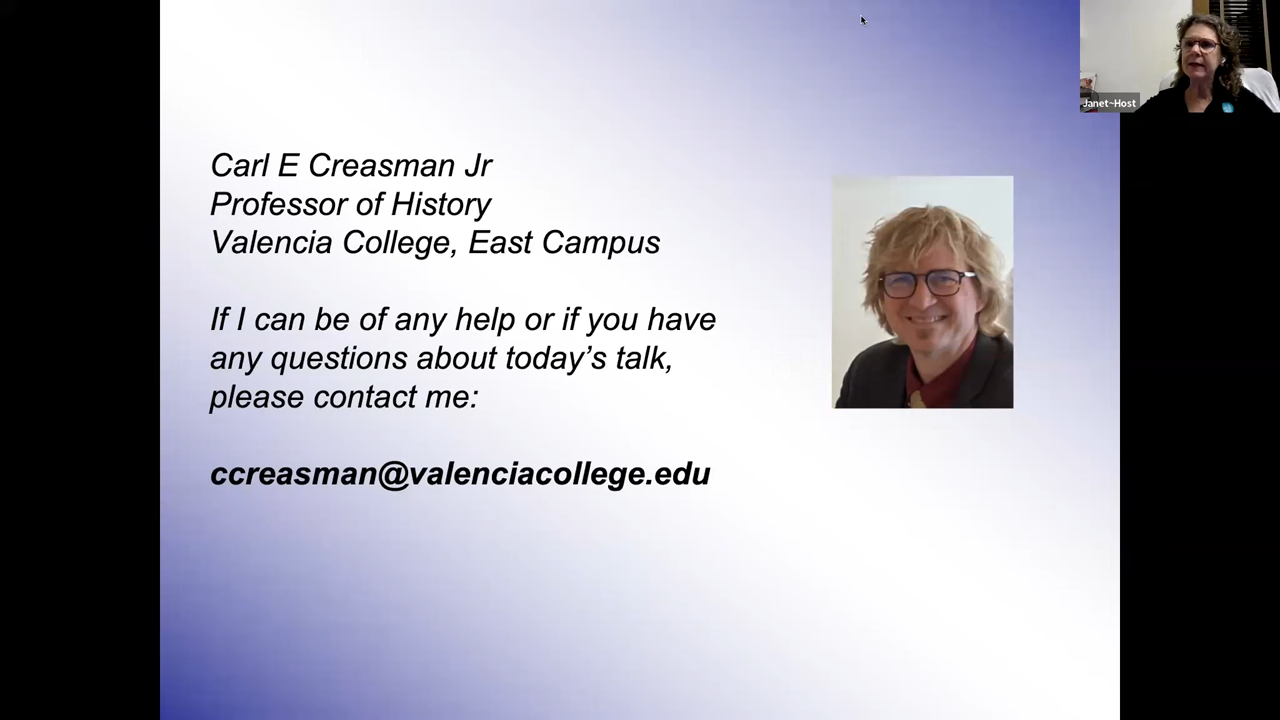 Janet~Host
Carl E Creasman Jr
Professor of History
Valencia College, East Campus
If I can be of any help or if you have
any questions about today’s talk,
please contact me:
ccreasman@valenciacollege.edu